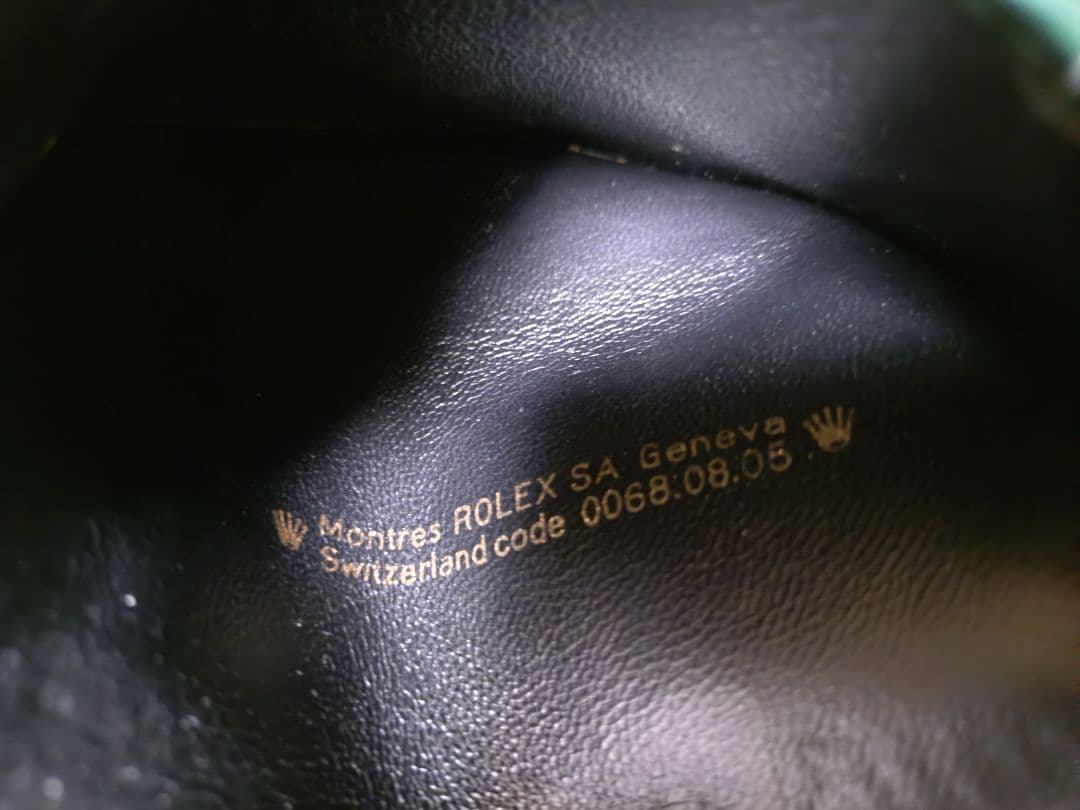 Montres ROLEX SA Geneva
Switzerland code 0068.08.05